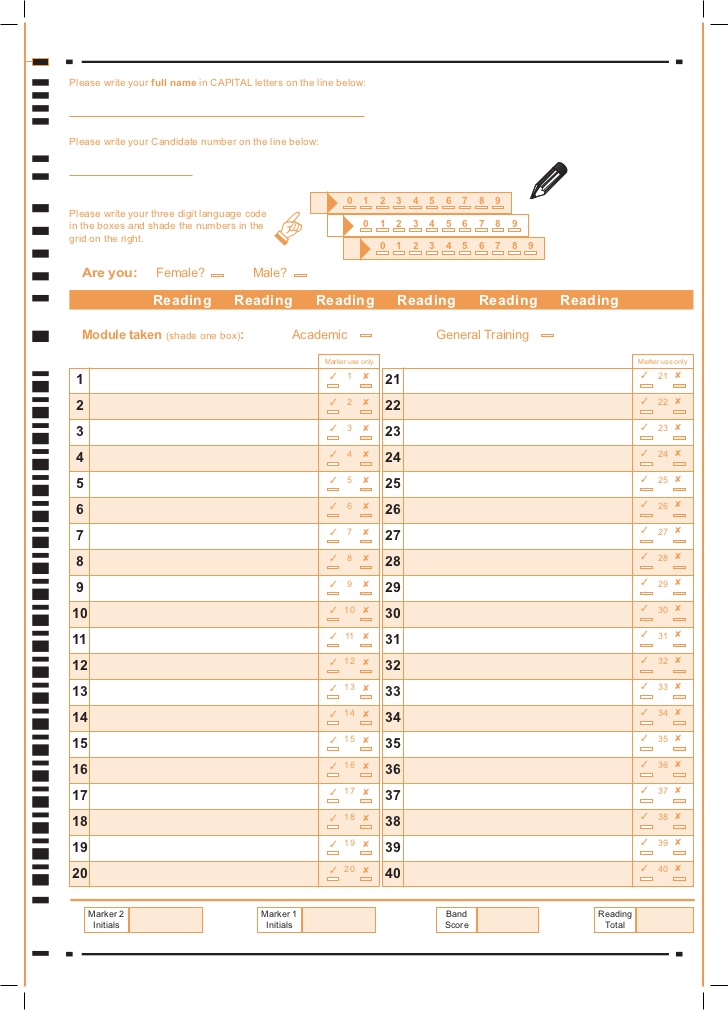 Please write your full name in CAPITAL letters on the line below:
Please write your Candidate number on the line below:
Please write your three digit language code
in the boxes and shade the numbers in the
grid on the right.
0 1 2 3 4 5 6 7 8 9
0 1 2 3 4 5 6 7 8 9
0 1 2 3 4 5 6 7 8 9
Are you: Female? Male?
Reading Reading Reading Reading Reading Reading
Module taken (shade one box): Academic General Training
Marker use only Marker use only
1 ✓ 1 ✘ 21 ✓ 21 ✘
2 ✓ 2 ✘ 22 ✓ 22 ✘
3 ✓ 3 ✘ 23 ✓ 23 ✘
4 ✓ 4 ✘ 24 ✓ 24 ✘
5 ✓ 5 ✘ 25 ✓ 25 ✘
6 ✓ 6 ✘ 26 ✓ 26 ✘
7 ✓ 7 ✘ 27 ✓ 27 ✘
8 ✓ 8 ✘ 28 ✓ 28 ✘
9 ✓ 9 ✘ 29 ✓ 29 ✘
10 ✓ 10 ✘ 30 ✓ 30 ✘
11 ✓ 11 ✘ 31 ✓ 31 ✘
12 ✓ 12 ✘ 32 ✓ 32 ✘
13 ✓ 13 ✘ 33 ✓ 33 ✘
14 ✓ 14 ✘ 34 ✓ 34 ✘
15 ✓ 15 ✘ 35 ✓ 35 ✘
16 ✓ 16 ✘ 36 ✓ 36 ✘
17 ✓ 17 ✘ 37 ✓ 37 ✘
18 ✓ 18 ✘ 38 ✓ 38 ✘
19 ✓ 19 ✘ 39 ✓ 39 ✘
20 ✓ 20 ✘ 40 ✓ 40 ✘
Marker 2 Marker 1 Band Reading
Initials Initials Score Total